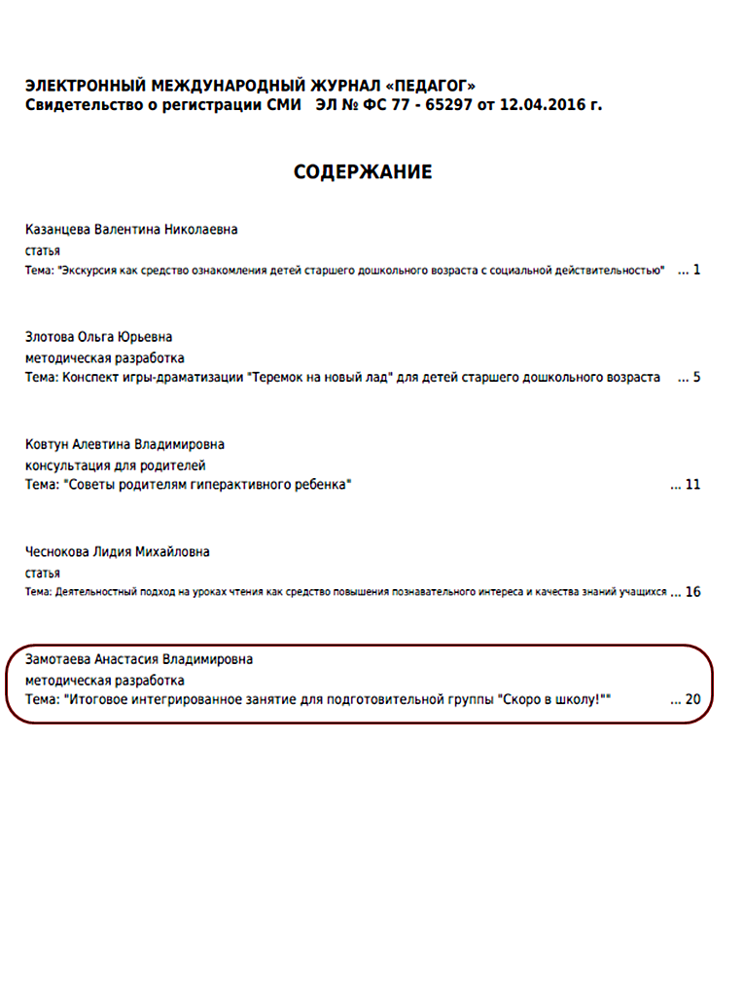 ЭЛЕКТРОННЫЙ МЕЖДУНАРОДНЫЙ ЖУРНАЛ «ПЕДАГОГ»
Свидетельство о регистрации СМИ ЭЛ № ФС 77 - 65297 от 12.04.2016 г.
СОДЕРЖАНИЕ
Казанцева Валентина Николаевна
статья
Тема: "Экскурсия как средство ознакомления детей старшего дошкольного возраста с социальной действительностью" ... 1
Злотова Ольга Юрьевна
методическая разработка
Тема: Конспект игры-драматизации "Теремок на новый лад" для детей старшего дошкольного возраста ... 5
Ковтун Алевтина Владимировна
консультация для родителей
Тема: "Советы родителям гиперактивного ребенка" ... 11
Чеснокова Лидия Михайловна
статья
Тема: Деятельностный подход на уроках чтения как средство повышения познавательного интереса и качества знаний учащихся ... 16
Замотаева Анастасия Владимировна
методическая разработка
Тема: "Итоговое интегрированное занятие для подготовительной группы "Скоро в школу!"" ... 20